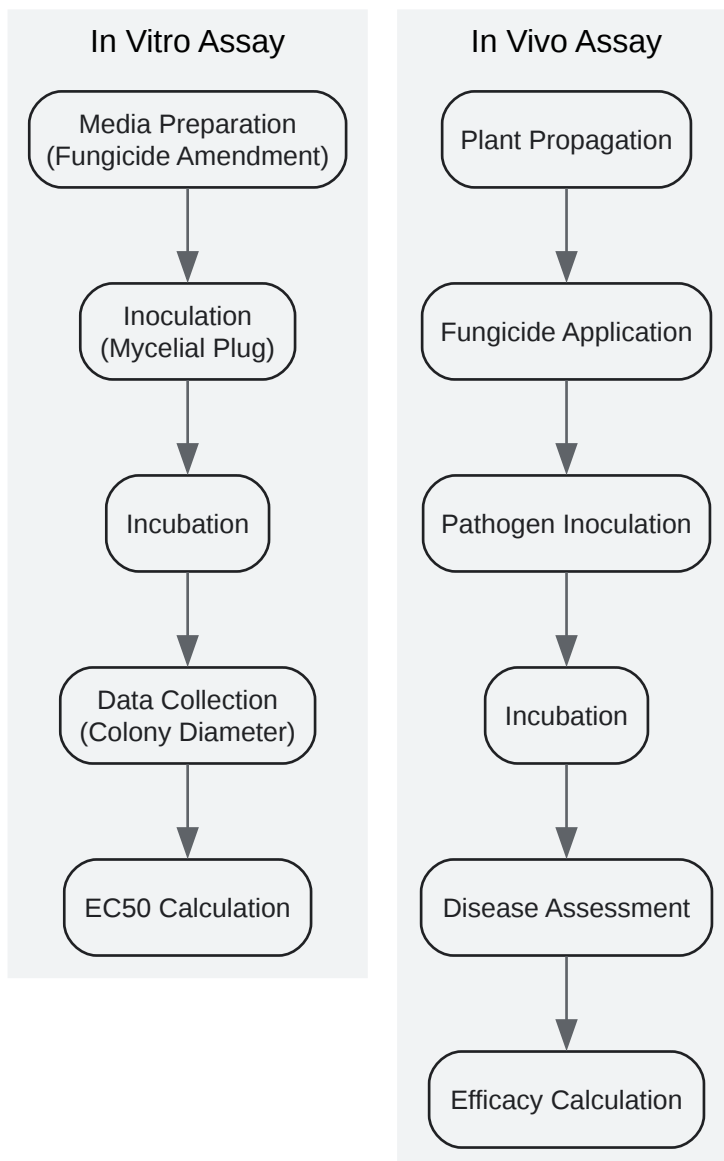 In Vitro Assay
Media Preparation
(Fungicide Amendment)
Inoculation
(Mycelial Plug)
Incubation
Data Collection
(Colony Diameter)
EC50 Calculation
In Vivo Assay
Plant Propagation
Fungicide Application
Pathogen Inoculation
Incubation
Disease Assessment
Efficacy Calculation